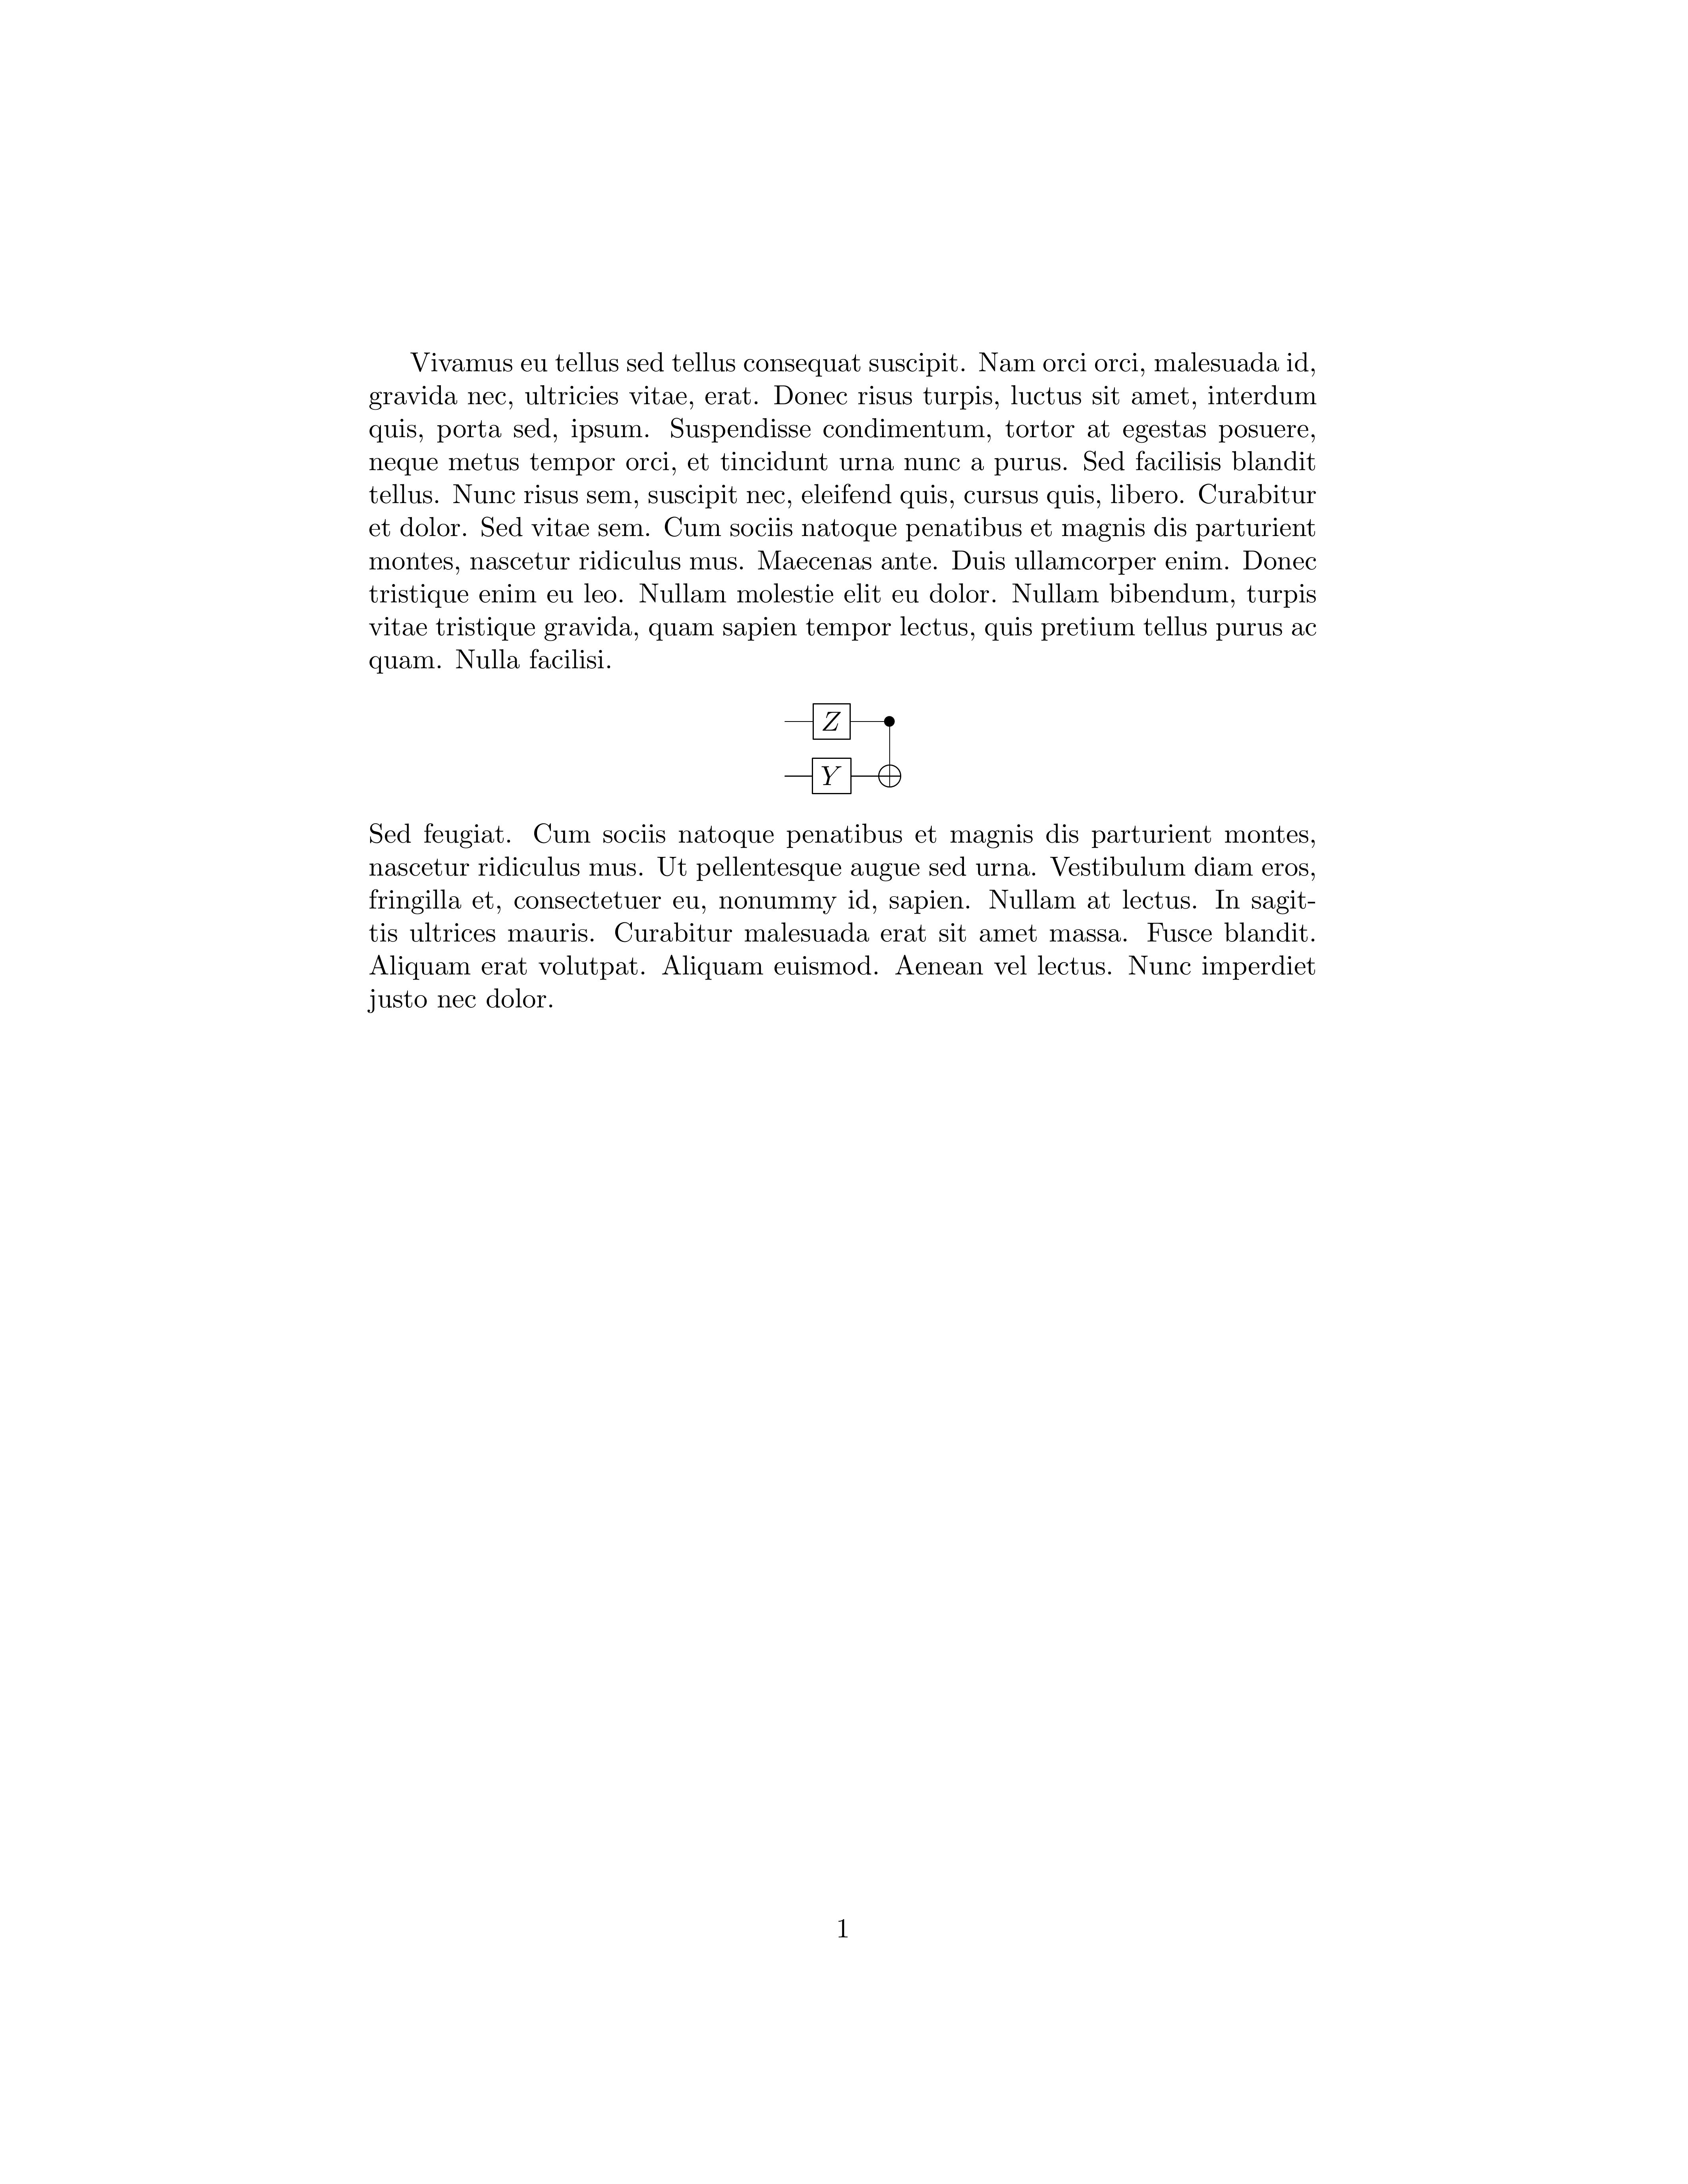 Vivamus eu tellus sed tellus consequat suscipit. Nam orci orci, malesuada id,
gravida nec, ultricies vitae, erat. Donec risus turpis, luctus sit amet, interdum
quis, porta sed, ipsum. Suspendisse condimentum, tortor at egestas posuere,
neque metus tempor orci, et tincidunt urna nunc a purus. Sed facilisis blandit
tellus. Nunc risus sem, suscipit nec, eleifend quis, cursus quis, libero. Curabitur
et dolor. Sed vitae sem. Cum sociis natoque penatibus et magnis dis parturient
montes, nascetur ridiculus mus. Maecenas ante. Duis ullamcorper enim. Donec
tristique enim eu leo. Nullam molestie elit eu dolor. Nullam bibendum, turpis
vitae tristique gravida, quam sapien tempor lectus, quis pretium tellus purus ac
quam. Nulla facilisi.
Z
Y
Sed feugiat. Cum sociis natoque penatibus et magnis dis parturient montes,
nascetur ridiculus mus. Ut pellentesque augue sed urna. Vestibulum diam eros,
fringilla et, consectetuer eu, nonummy id, sapien. Nullam at lectus. In sagit-
tis ultrices mauris. Curabitur malesuada erat sit amet massa. Fusce blandit.
Aliquam erat volutpat. Aliquam euismod. Aenean vel lectus. Nunc imperdiet
justo nec dolor.
1